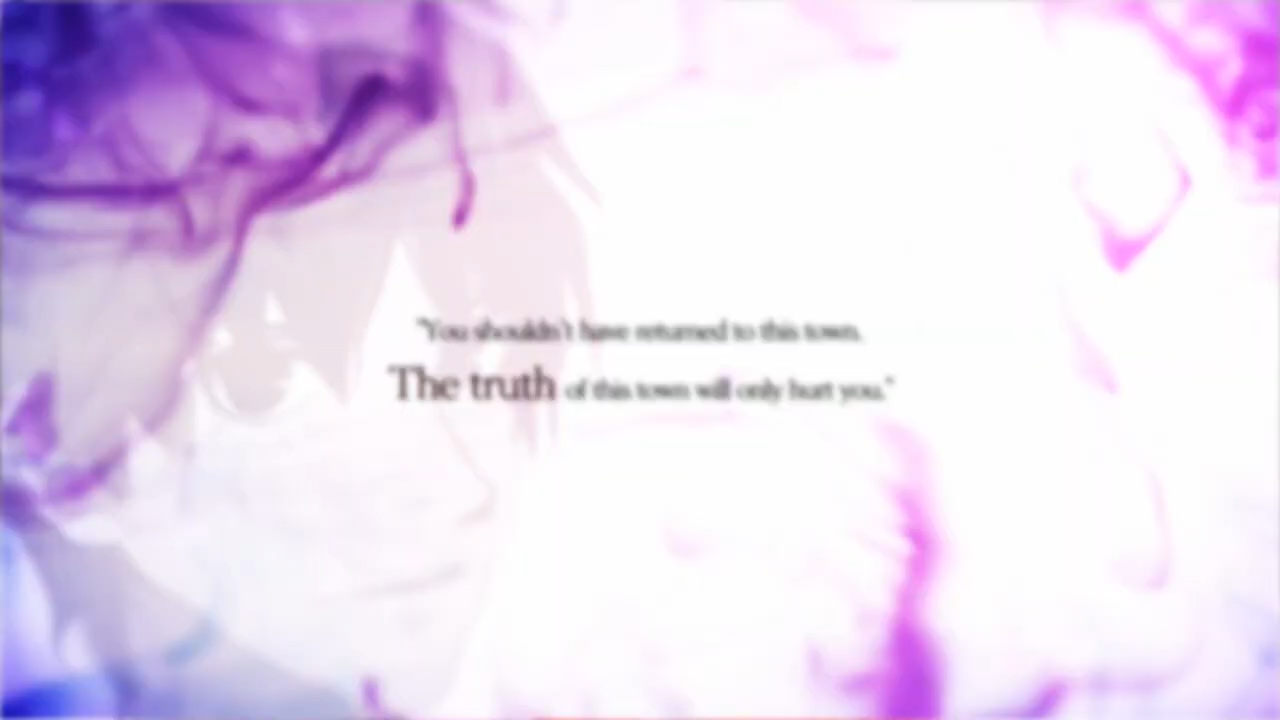 "You shouldn't have returned to this town.
The truth of this town will only hurt you."